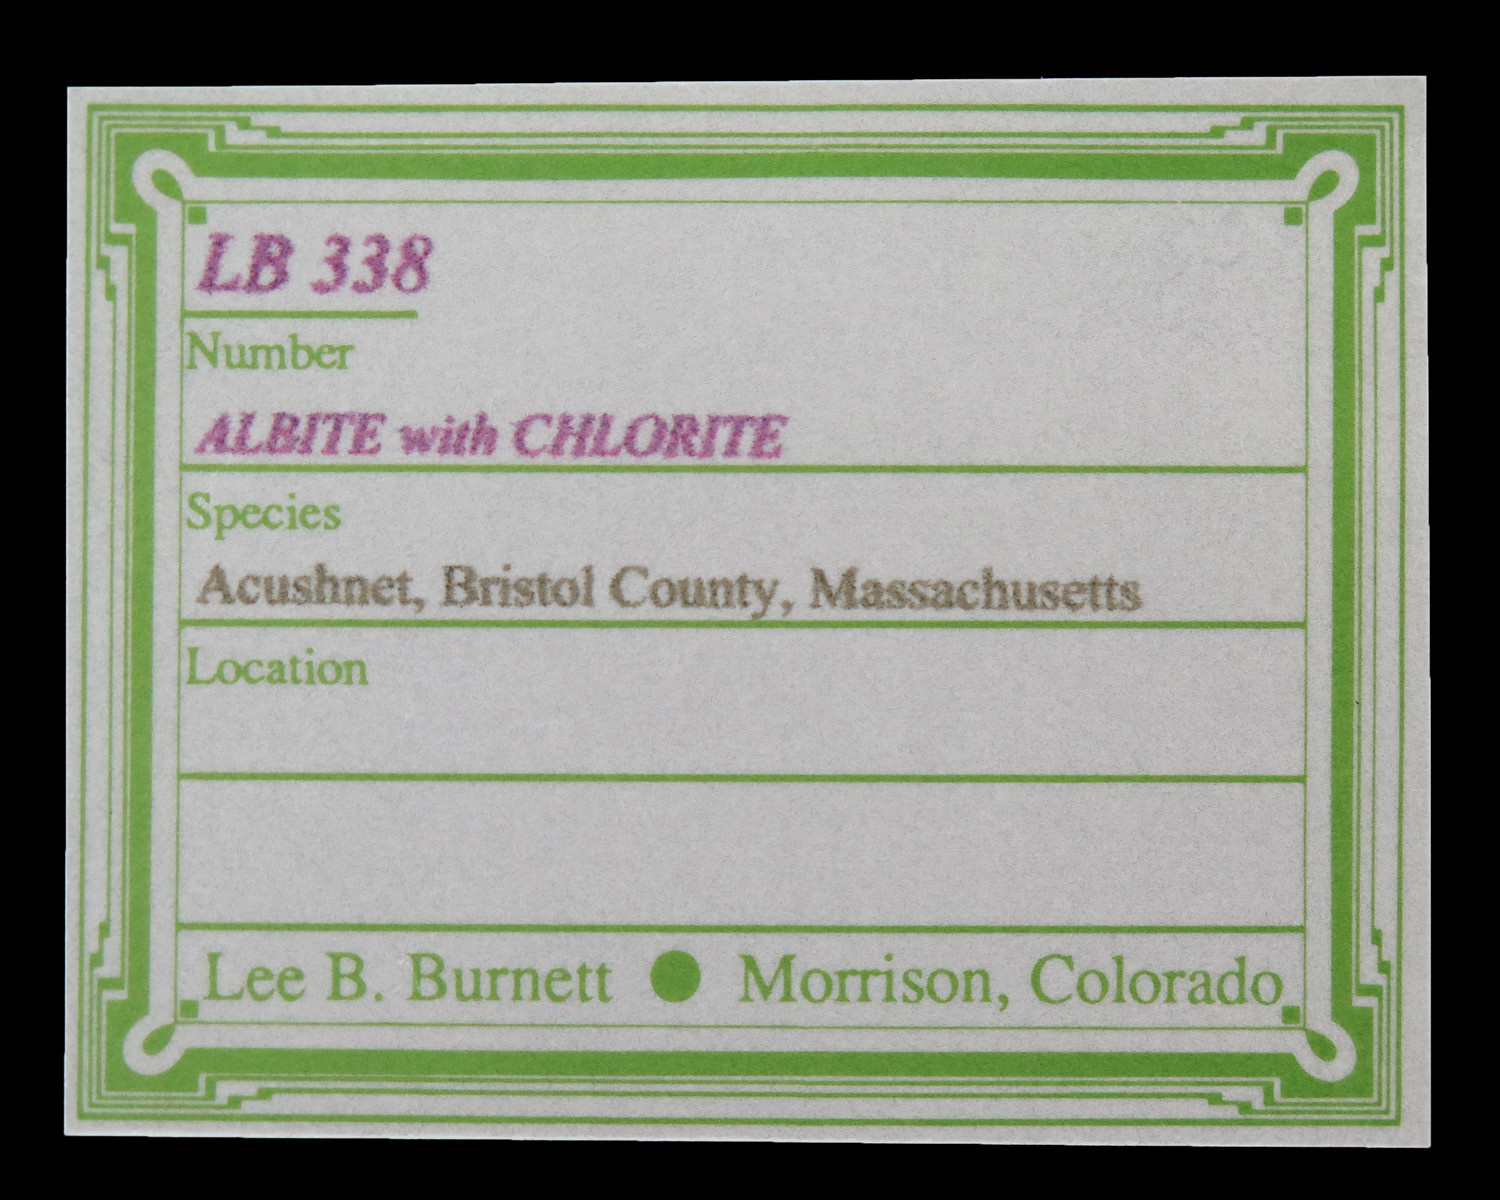 LB 338
Number
ALBITE with CHLORITE
Species
Acushnet, Bristol County, Massachusetts
Location
Lee B. Burnett ● Morrison, Colorado